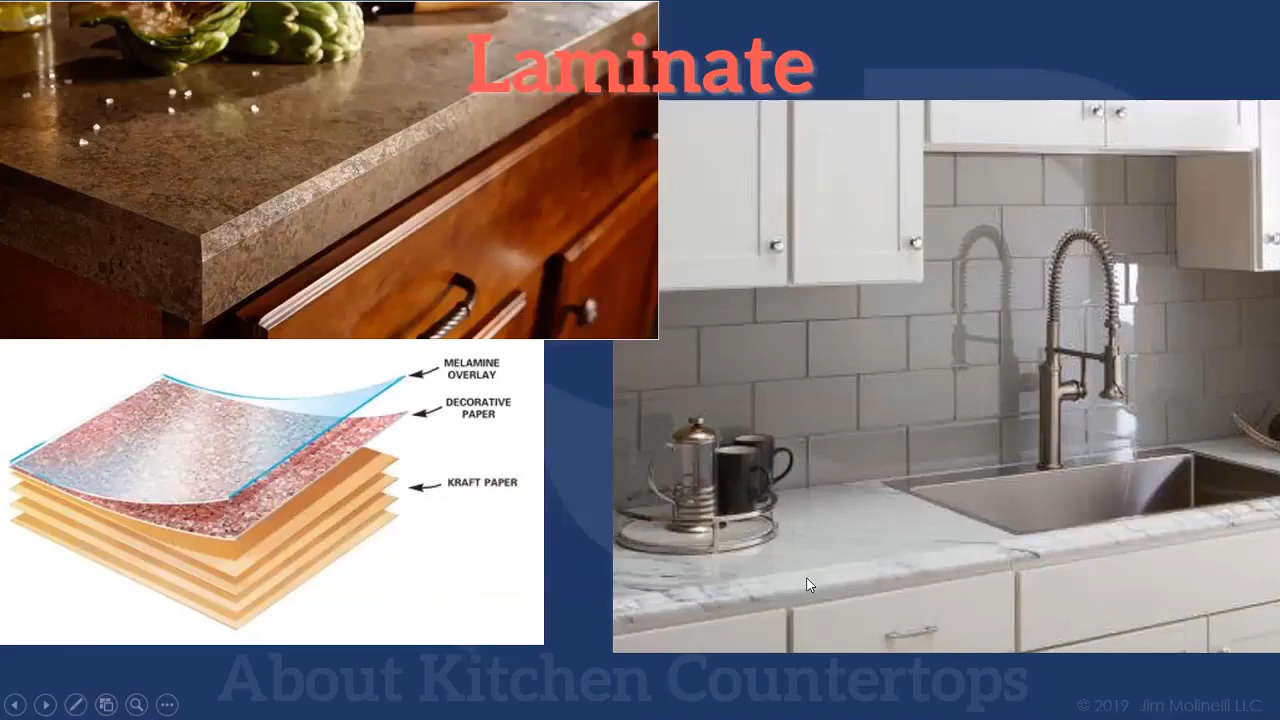 Laminate
MELAMINE
OVERLAY
DECORATIVE
PAPER
KRAFT PAPER
About Kitchen Countertops
© 2019 Jim Molinelli LLC